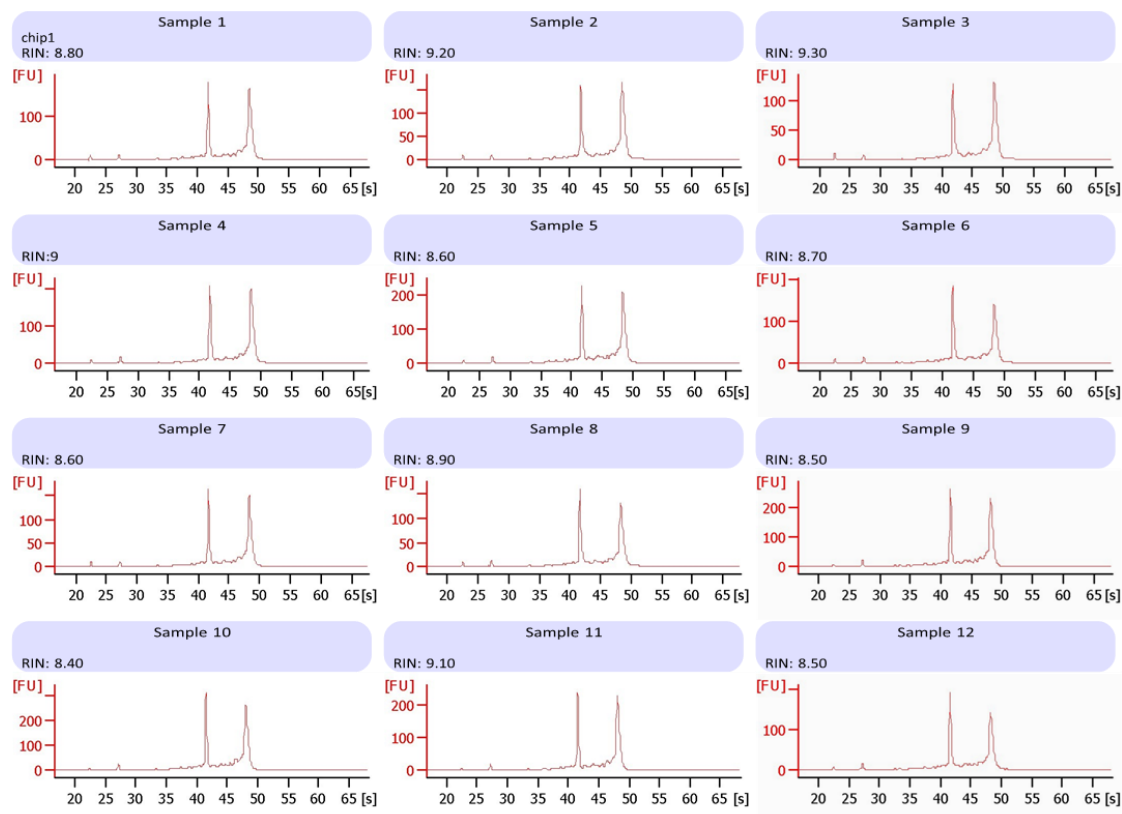 Sample 1
chip1
RIN: 8.80
[FU]
100
0
20 25 30 35 40 45 50 55 60 65[s]
Sample 2
RIN: 9.20
[FU]
100
50
0
20 25 30 35 40 45 50 55 60 65[s]
Sample 3
RIN: 9.30
[FU]
100
50
0
20 25 30 35 40 45 50 55 60 65[s]
Sample 4
RIN:9
[FU]
100
0
20 25 30 35 40 45 50 55 60 65[s]
Sample 5
RIN: 8.60
[FU]
200
100
0
20 25 30 35 40 45 50 55 60 65[s]
Sample 6
RIN: 8.70
[FU]
100
0
20 25 30 35 40 45 50 55 60 65[s]
Sample 7
RIN: 8.60
[FU]
100
50
0
20 25 30 35 40 45 50 55 60 65[s]
Sample 8
RIN: 8.90
[FU]
100
50
0
20 25 30 35 40 45 50 55 60 65[s]
Sample 9
RIN: 8.50
[FU]
200
100
0
20 25 30 35 40 45 50 55 60 65[s]
Sample 10
RIN: 8.40
[FU]
200
100
0
20 25 30 35 40 45 50 55 60 65[s]
Sample 11
RIN: 9.10
[FU]
200
100
0
20 25 30 35 40 45 50 55 60 65[s]
Sample 12
RIN: 8.50
[FU]
100
0
20 25 30 35 40 45 50 55 60 65[s]